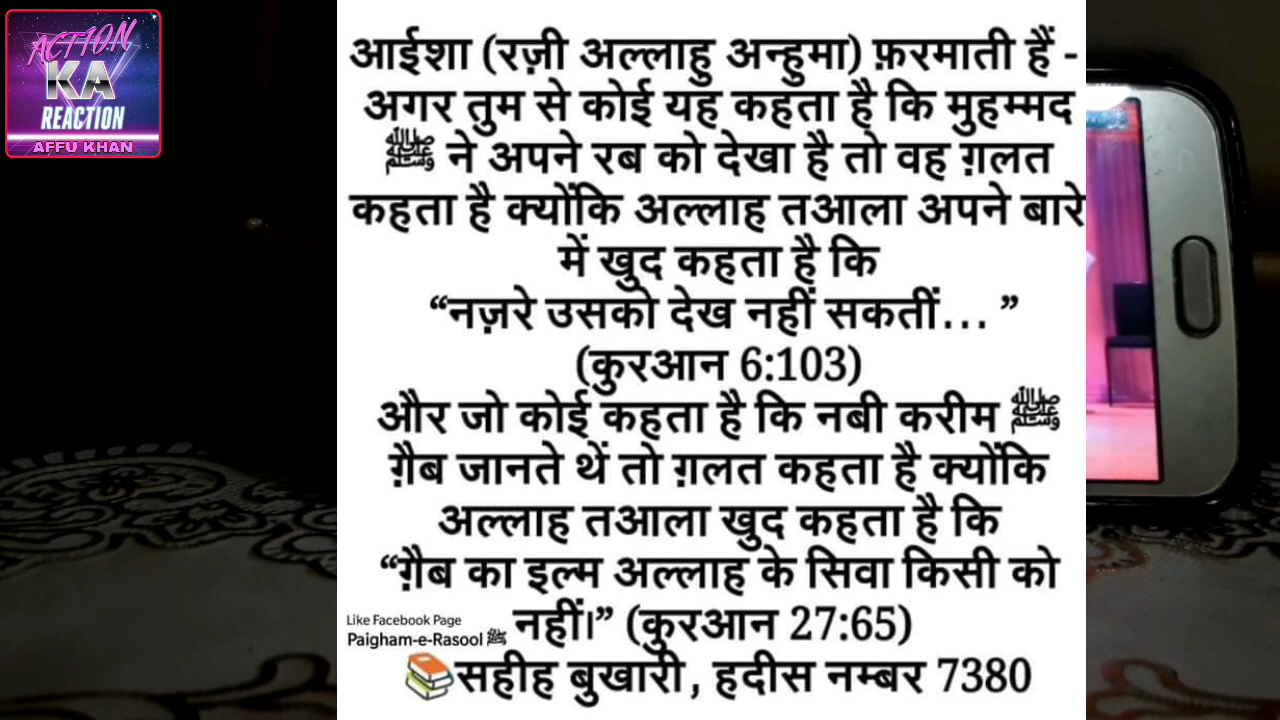 ACTION
KA
REACTION
AFFU KHAN
आईशा (रज़ी अल्लाहु अन्हुमा) फ़रमाती हैं -
अगर तुम से कोई यह कहता है कि मुहम्मद
ﷺ ने अपने रब को देखा है तो वह ग़लत
कहता है क्योंकि अल्लाह तआला अपने बारे
में खुद कहता है कि
“नज़रे उसको देख नहीं सकतीं... ”
(कुरआन 6:103)
और जो कोई कहता है कि नबी करीम ﷺ
ग़ैब जानते थें तो ग़लत कहता है क्योंकि
अल्लाह तआला खुद कहता है कि
“ग़ैब का इल्म अल्लाह के सिवा किसी को
नहीं।” (कुरआन 27:65)
Like Facebook Page
Paigham-e-Rasool ﷺ
सहीह बुखारी, हदीस नम्बर 7380